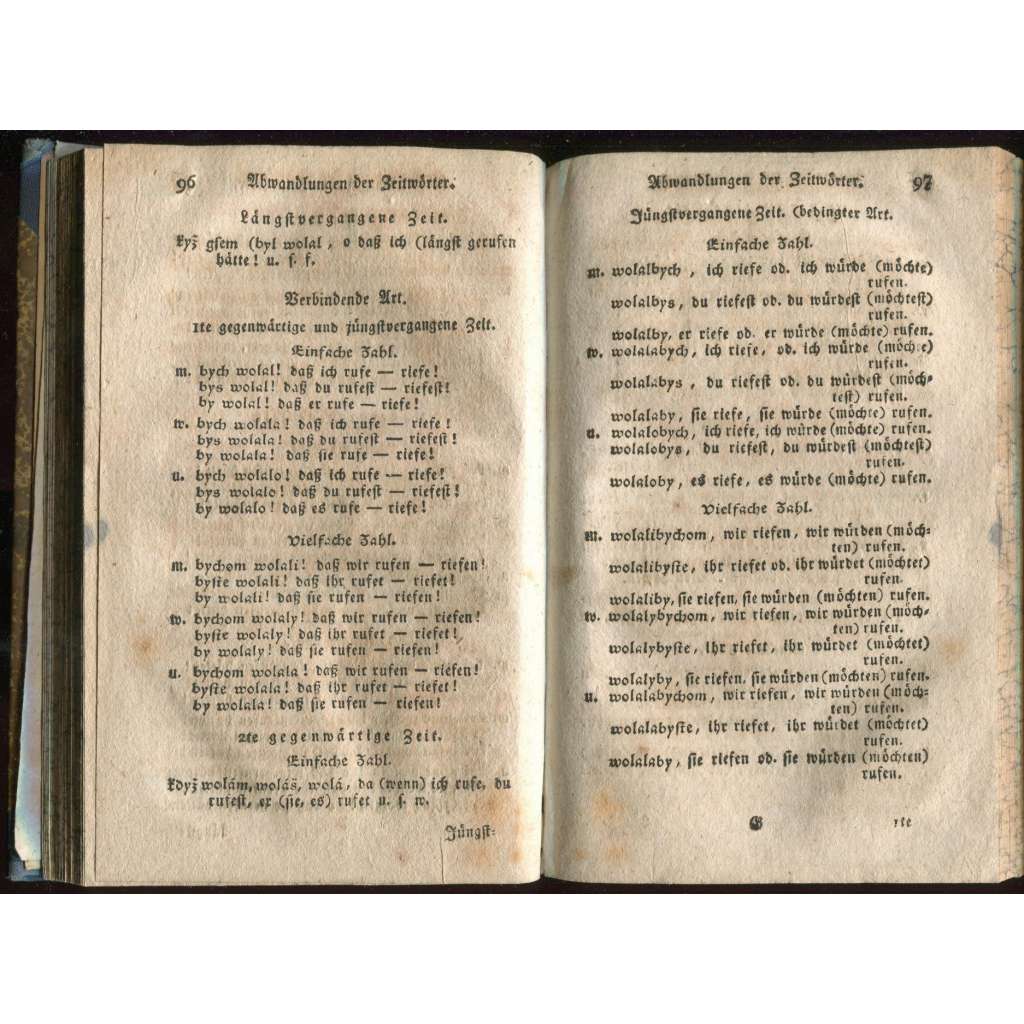 96 Abwandlungen der Zeitwörter.
Längstvergangene Zeit.
kyž gsem (byl wolal, o daß ich (längst gerufen
hätte! u. s. f.
Verbindende Art.
1te gegenwärtige und jüngstvergangene Zeit.
Einfache Zahl.
m. bych wolal! daß ich rufe — riefe!
bys wolal! daß du rufest — riefest!
by wolal! daß er rufe — riefe!
w. bych wolala! daß ich rufe — riefe!
bys wolala! daß du rufest — riefest!
by wolala! daß sie rufe — riefe!
u. bych wolalo! daß ich rufe — riefe!
bys wolalo! daß du rufest — riefest!
by wolalo! daß es rufe — riefe!
Vielfache Zahl.
m. bychom wolali! daß wir rufen — riefen!
byste wolali! daß ihr rufet — riefet!
by wolali! daß sie rufen — riefen!
w. bychom wolaly! daß wir rufen — riefen!
byste wolaly! daß ihr rufet — riefet!
by wolaly! daß sie rufen — riefen!
u. bychom wolala! daß wir rufen — riefen!
byste wolala! daß ihr rufet — riefet!
by wolala! daß sie rufen — riefen!
2te gegenwärtige Zeit.
Einfache Zahl.
když wolám, woláš, wolá, da (wenn) ich rufe, du
rufest, er (sie, es) rufet u. s. w.
Jüngst=
Abwandlungen der Zeitwörter. 97
Jüngstvergangene Zeit. (bedingter Art.
Einfache Zahl.
m. wolalbych, ich riefe od. ich würde (möchte)
rufen.
wolalbys, du riefest od. du würdest (möchtest)
rufen.
wolalby, er riefe od. er würde (möchte) rufen.
w. wolalabych, ich riefe, od. ich würde (möchte)
rufen.
wolalabys, du riefest od. du würdest (möch=
test) rufen.
wolalaby, sie riefe, sie würde (möchte) rufen.
u. wolalobych, ich riefe, ich würde (möchte) rufen.
wolalobys, du riefest, du würdest (möchtest)
rufen.
wolaloby, es riefe, es würde (möchte) rufen.
Vielfache Zahl.
m. wolalibychom, wir riefen, wir würden (möch=
ten) rufen.
wolalibyste, ihr riefet od. ihr würdet (möchtet)
rufen.
wolaliby, sie riefen, sie würden (möchten) rufen.
w. wolalybychom, wir riefen, wir würden (möch=
ten) rufen.
wolalybyste, ihr riefet, ihr würdet (möchtet)
rufen.
wolalyby, sie riefen, sie würden (möchten) rufen.
u. wolalabychom, wir riefen, wir würden (möch=
ten) rufen.
wolalabyste, ihr riefet, ihr würdet (möchtet)
rufen.
wolalaby, sie riefen od. sie würden (möchten)
rufen.
G 1te